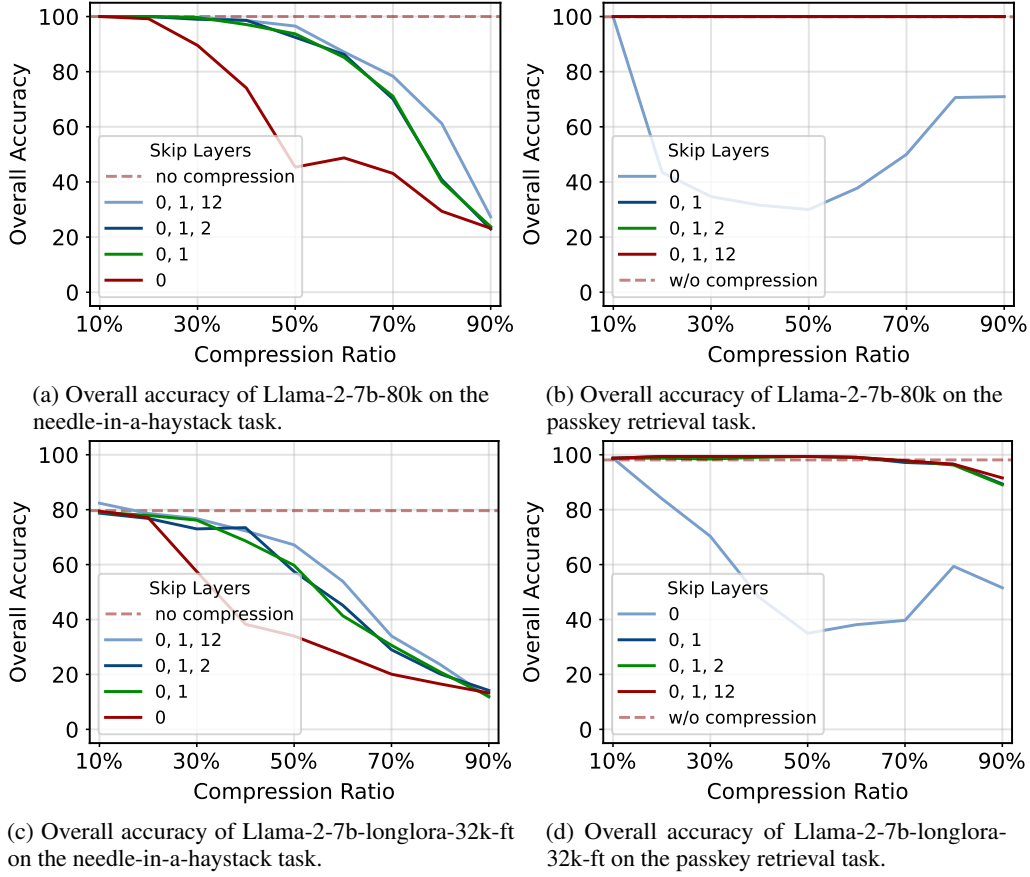 100
80
60
40
20
0
Overall Accuracy
Skip Layers
no compression
0, 1, 12
0, 1, 2
0, 1
0
10% 30% 50% 70% 90%
Compression Ratio
(a) Overall accuracy of Llama-2-7b-80k on the
needle-in-a-haystack task.
100
80
60
40
20
0
Overall Accuracy
Skip Layers
0
0, 1
0, 1, 2
0, 1, 12
w/o compression
10% 30% 50% 70% 90%
Compression Ratio
(b) Overall accuracy of Llama-2-7b-80k on the
passkey retrieval task.
100
80
60
40
20
0
Overall Accuracy
Skip Layers
no compression
0, 1, 12
0, 1, 2
0, 1
0
10% 30% 50% 70% 90%
Compression Ratio
(c) Overall accuracy of Llama-2-7b-longlora-32k-ft
on the needle-in-a-haystack task.
100
80
60
40
20
0
Overall Accuracy
Skip Layers
0
0, 1
0, 1, 2
0, 1, 12
w/o compression
10% 30% 50% 70% 90%
Compression Ratio
(d) Overall accuracy of Llama-2-7b-longlora-
32k-ft on the passkey retrieval task.